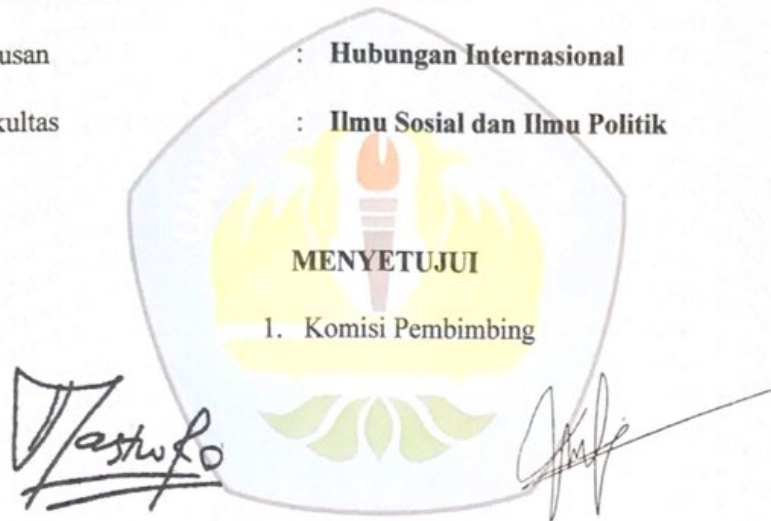 usan : Hubungan Internasional
kultas : Ilmu Sosial dan Ilmu Politik
MENYETUJUI
1. Komisi Pembimbing